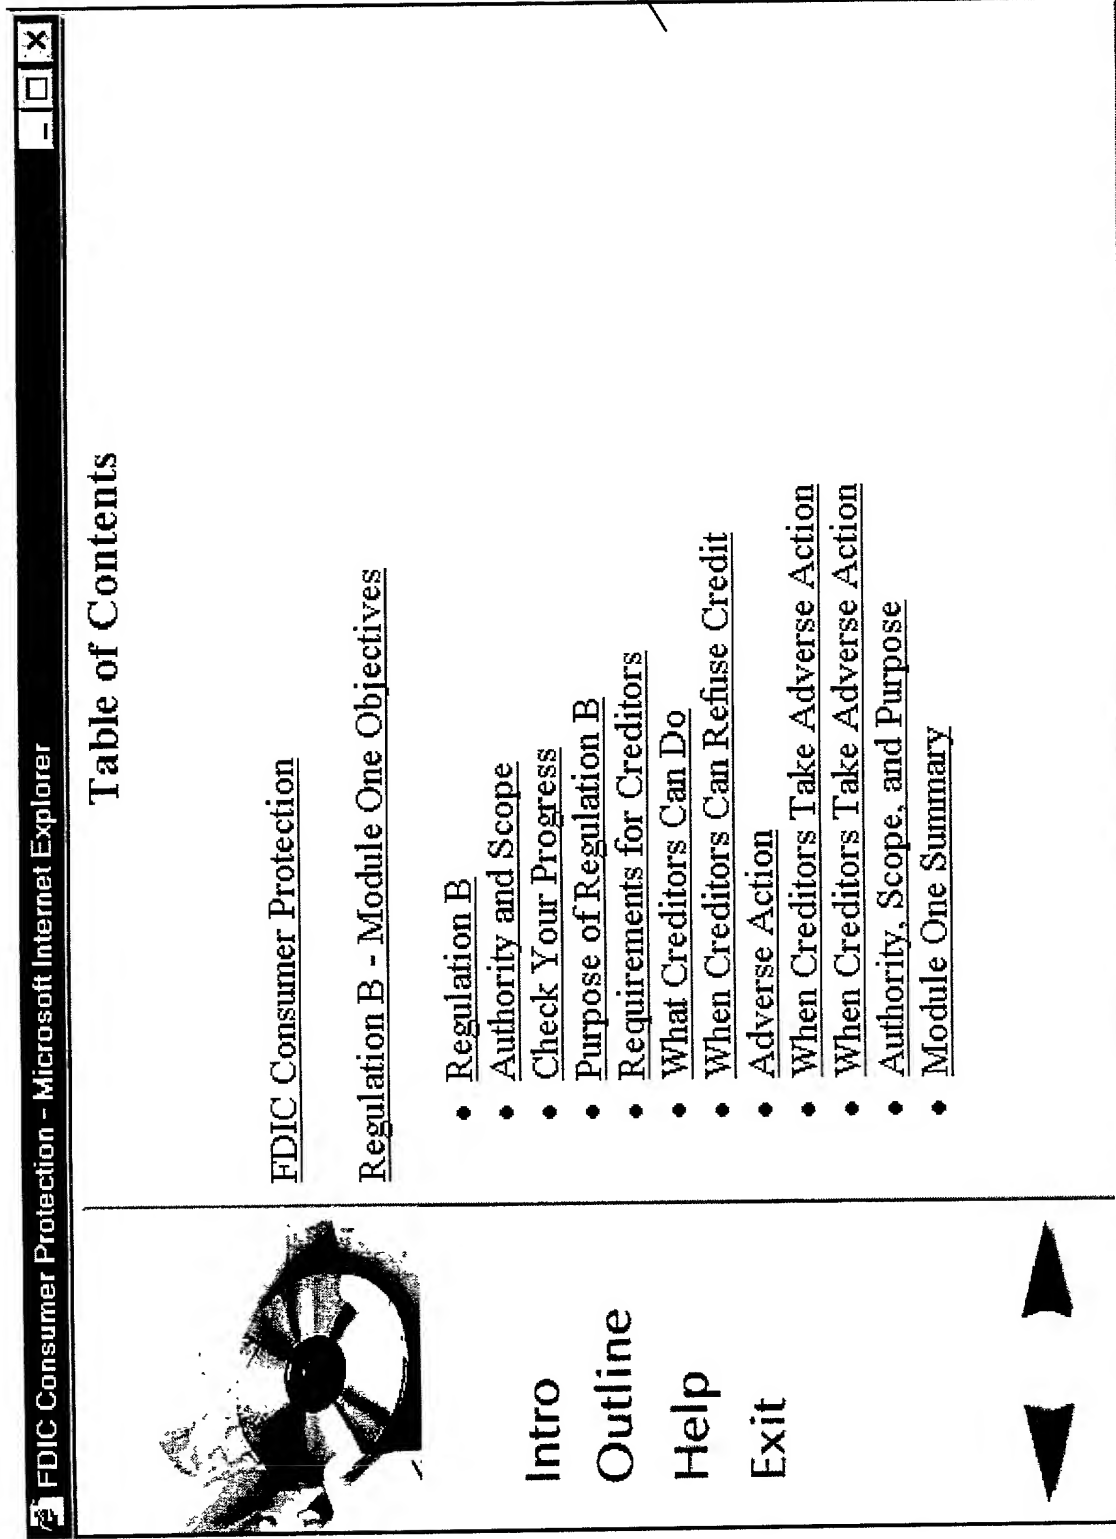 FDIC Consumer Protection - Microsoft Internet Explorer
Table of Contents
FDIC Consumer Protection
Regulation B - Module One Objectives
• Regulation B
• Authority and Scope
• Check Your Progress
• Purpose of Regulation B
• Requirements for Creditors
• What Creditors Can Do
• When Creditors Can Refuse Credit
• Adverse Action
• When Creditors Take Adverse Action
• When Creditors Take Adverse Action
• Authority, Scope, and Purpose
• Module One Summary
Intro
Outline
Help
Exit